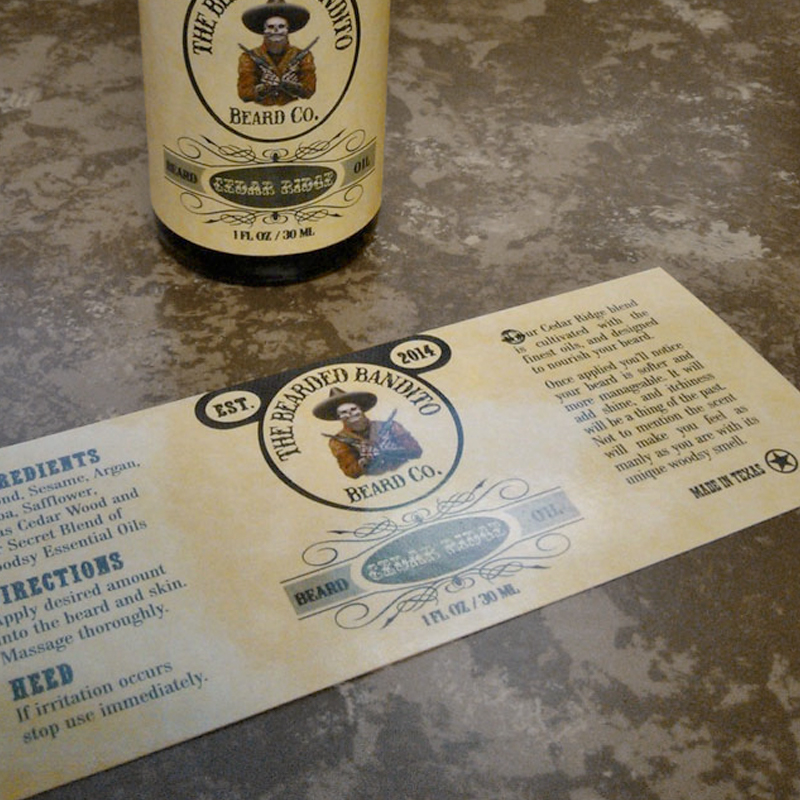 THE BEARDED BANDITO
BEARD CO.
BEARD
CEDAR RIDGE
OIL
1 FL OZ / 30 ML
REDIENTS
nd, Sesame, Argan,
oa, Safflower,
as Cedar Wood and
r Secret Blend of
oodsy Essential Oils
IRECTIONS
Apply desired amount
into the beard and skin.
Massage thoroughly.
HEED
If irritation occurs
stop use immediately.
EST.
2014
THE BEARDED BANDITO
BEARD CO.
BEARD
CEDAR RIDGE
OIL
1 FL OZ / 30 ML
Our Cedar Ridge blend
is cultivated with the
finest oils, and designed
to nourish your beard.
Once applied you'll notice
your beard is softer and
more manageable. It will
add shine, and itchiness
will be a thing of the past.
Not to mention the scent
will make you feel as
manly as you are with its
unique woodsy smell.
MADE IN TEXAS